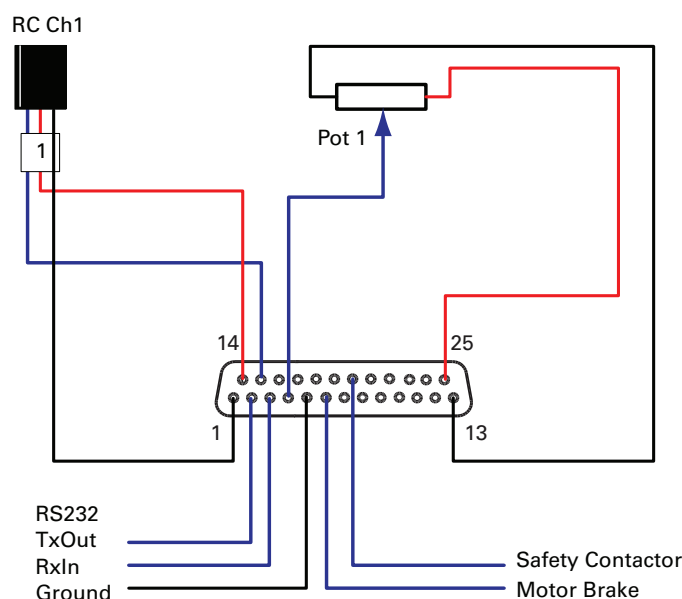 RC Ch1
1
Pot 1
14
25
1
13
RS232
TxOut
RxIn
Ground
Safety Contactor
Motor Brake